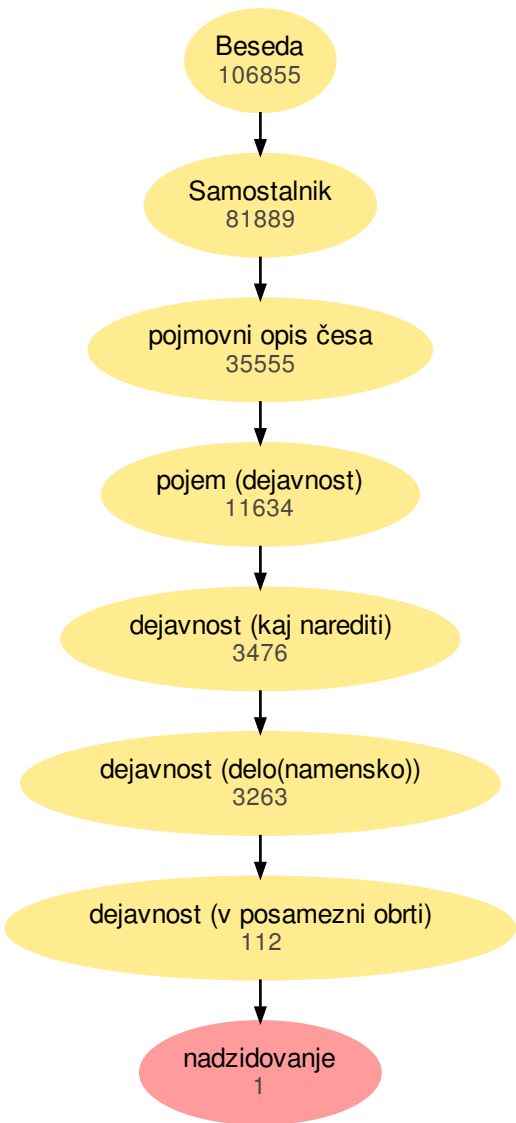 Beseda
106855
Samostalnik
81889
pojmovni opis česa
35555
pojem (dejavnost)
11634
dejavnost (kaj narediti)
3476
dejavnost (delo(namensko))
3263
dejavnost (v posamezni obrti)
112
nadzidovanje
1